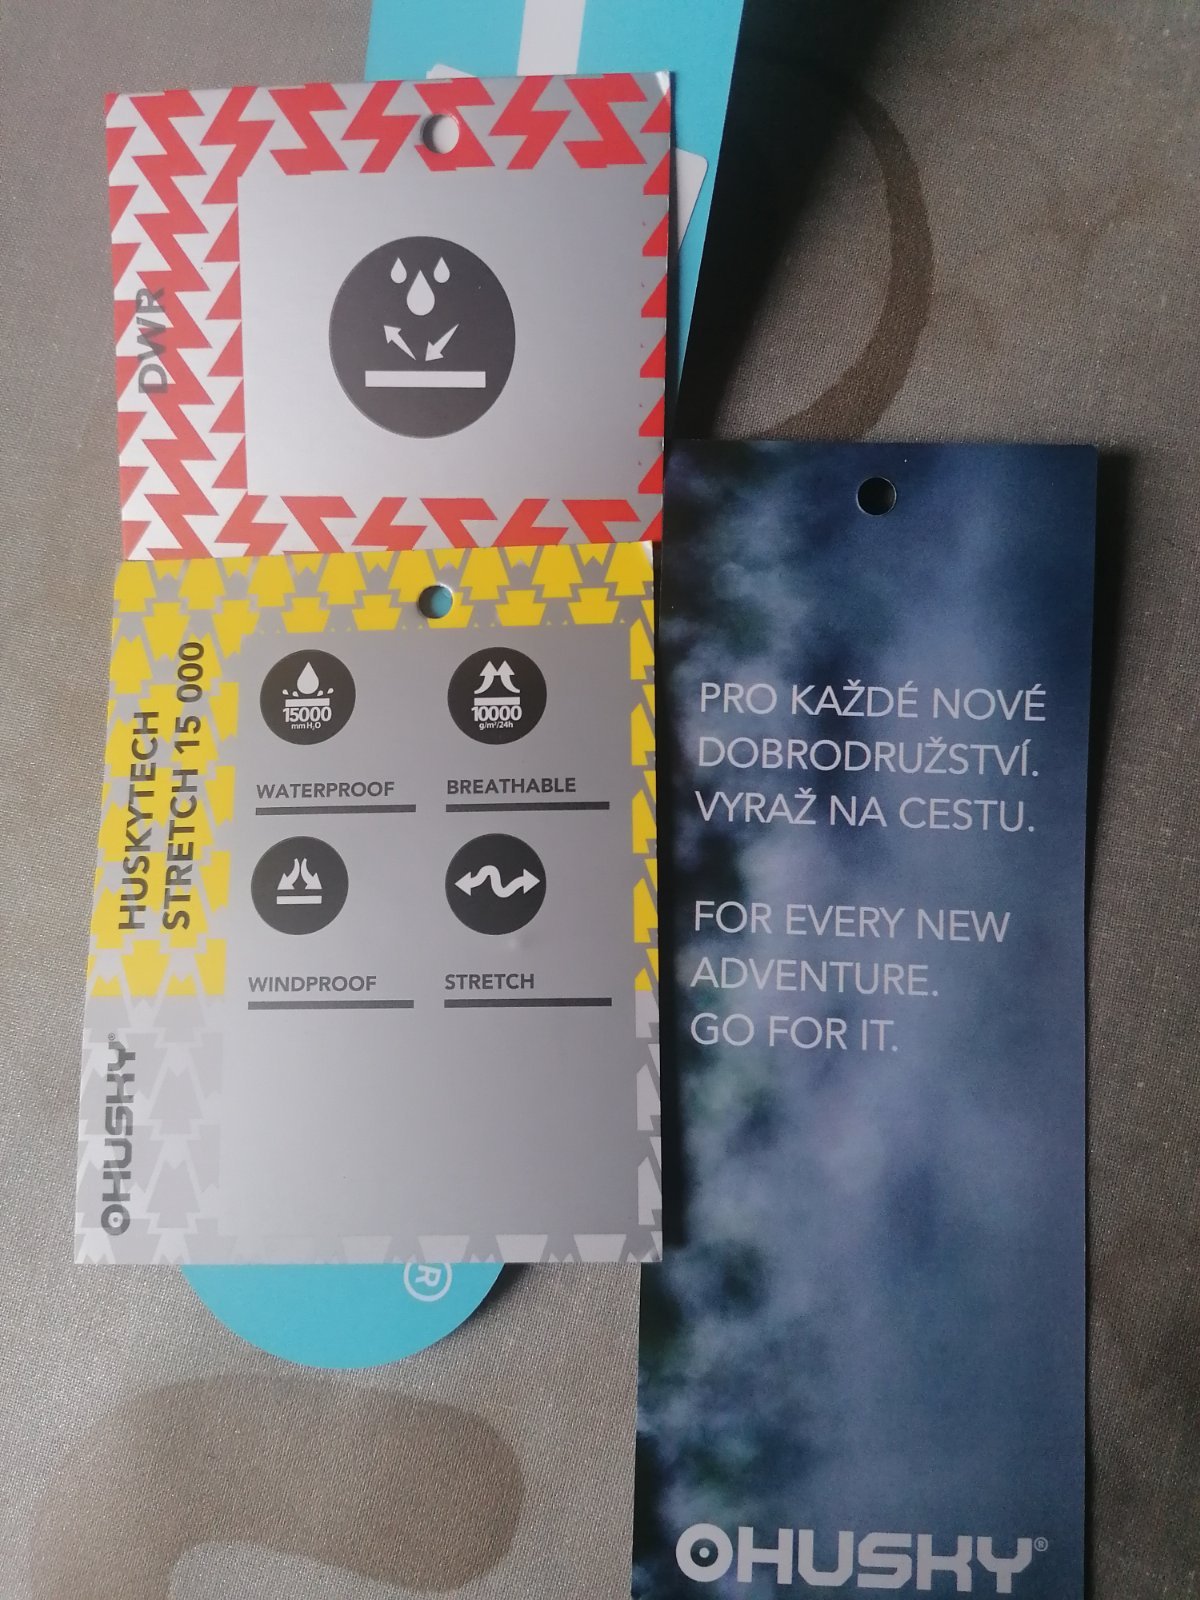 DWR
HUSKYTECH
STRETCH 15 000
15000
mm H₂O
WATERPROOF
10000
g/m²/24h
BREATHABLE
WINDPROOF
STRETCH
HUSKY®
®
PRO KAŽDÉ NOVÉ
DOBRODRUŽSTVÍ.
VYRAŽ NA CESTU.
FOR EVERY NEW
ADVENTURE.
GO FOR IT.
HUSKY®